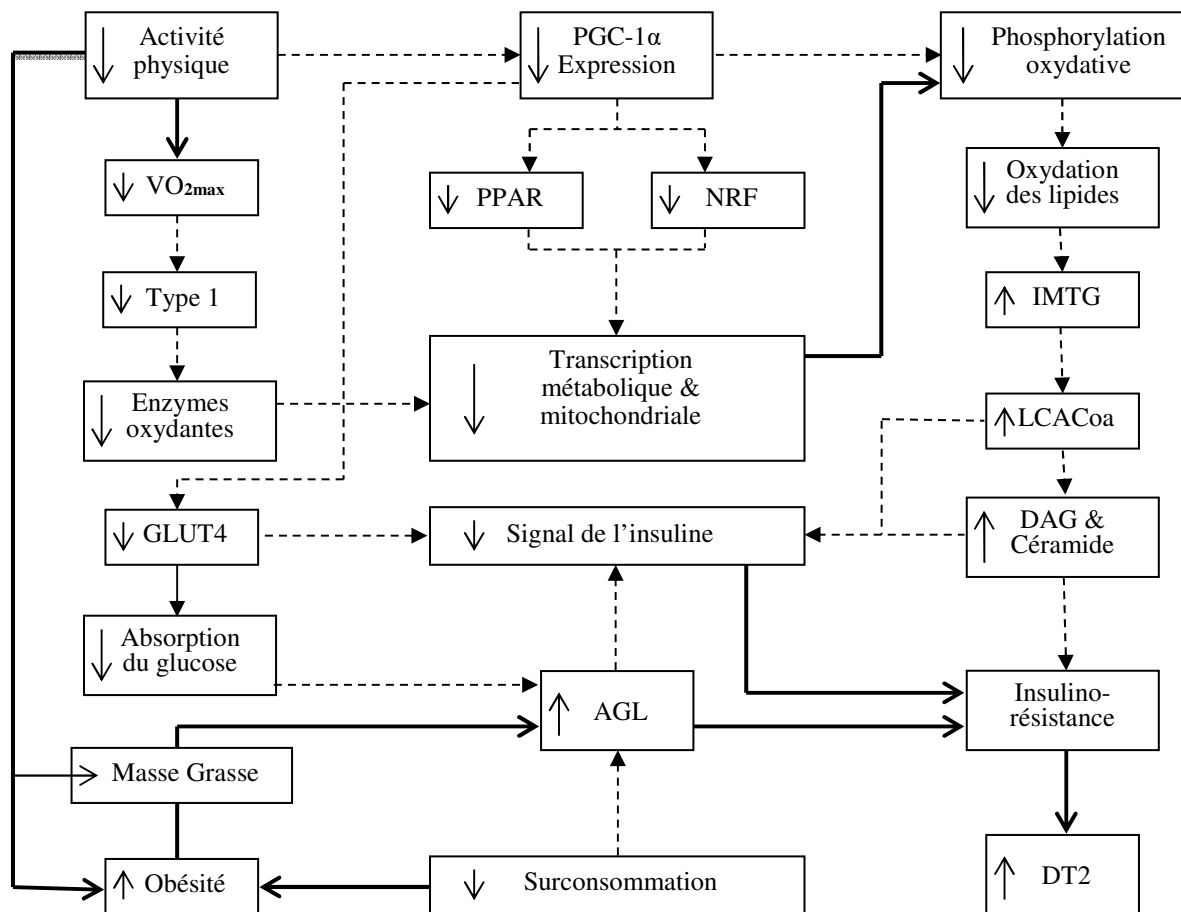 Activité
physique
PGC-1α
Expression
Phosphorylation
oxydative
VO2max
PPAR
NRF
Oxydation
des lipides
Type 1
IMTG
Enzymes
oxydantes
Transcription
métabolique &
mitochondriale
LCACoa
GLUT4
Signal de l’insuline
DAG &
Céramide
Absorption
du glucose
AGL
Insulino-
résistance
Masse Grasse
Obésité
Surconsommation
DT2